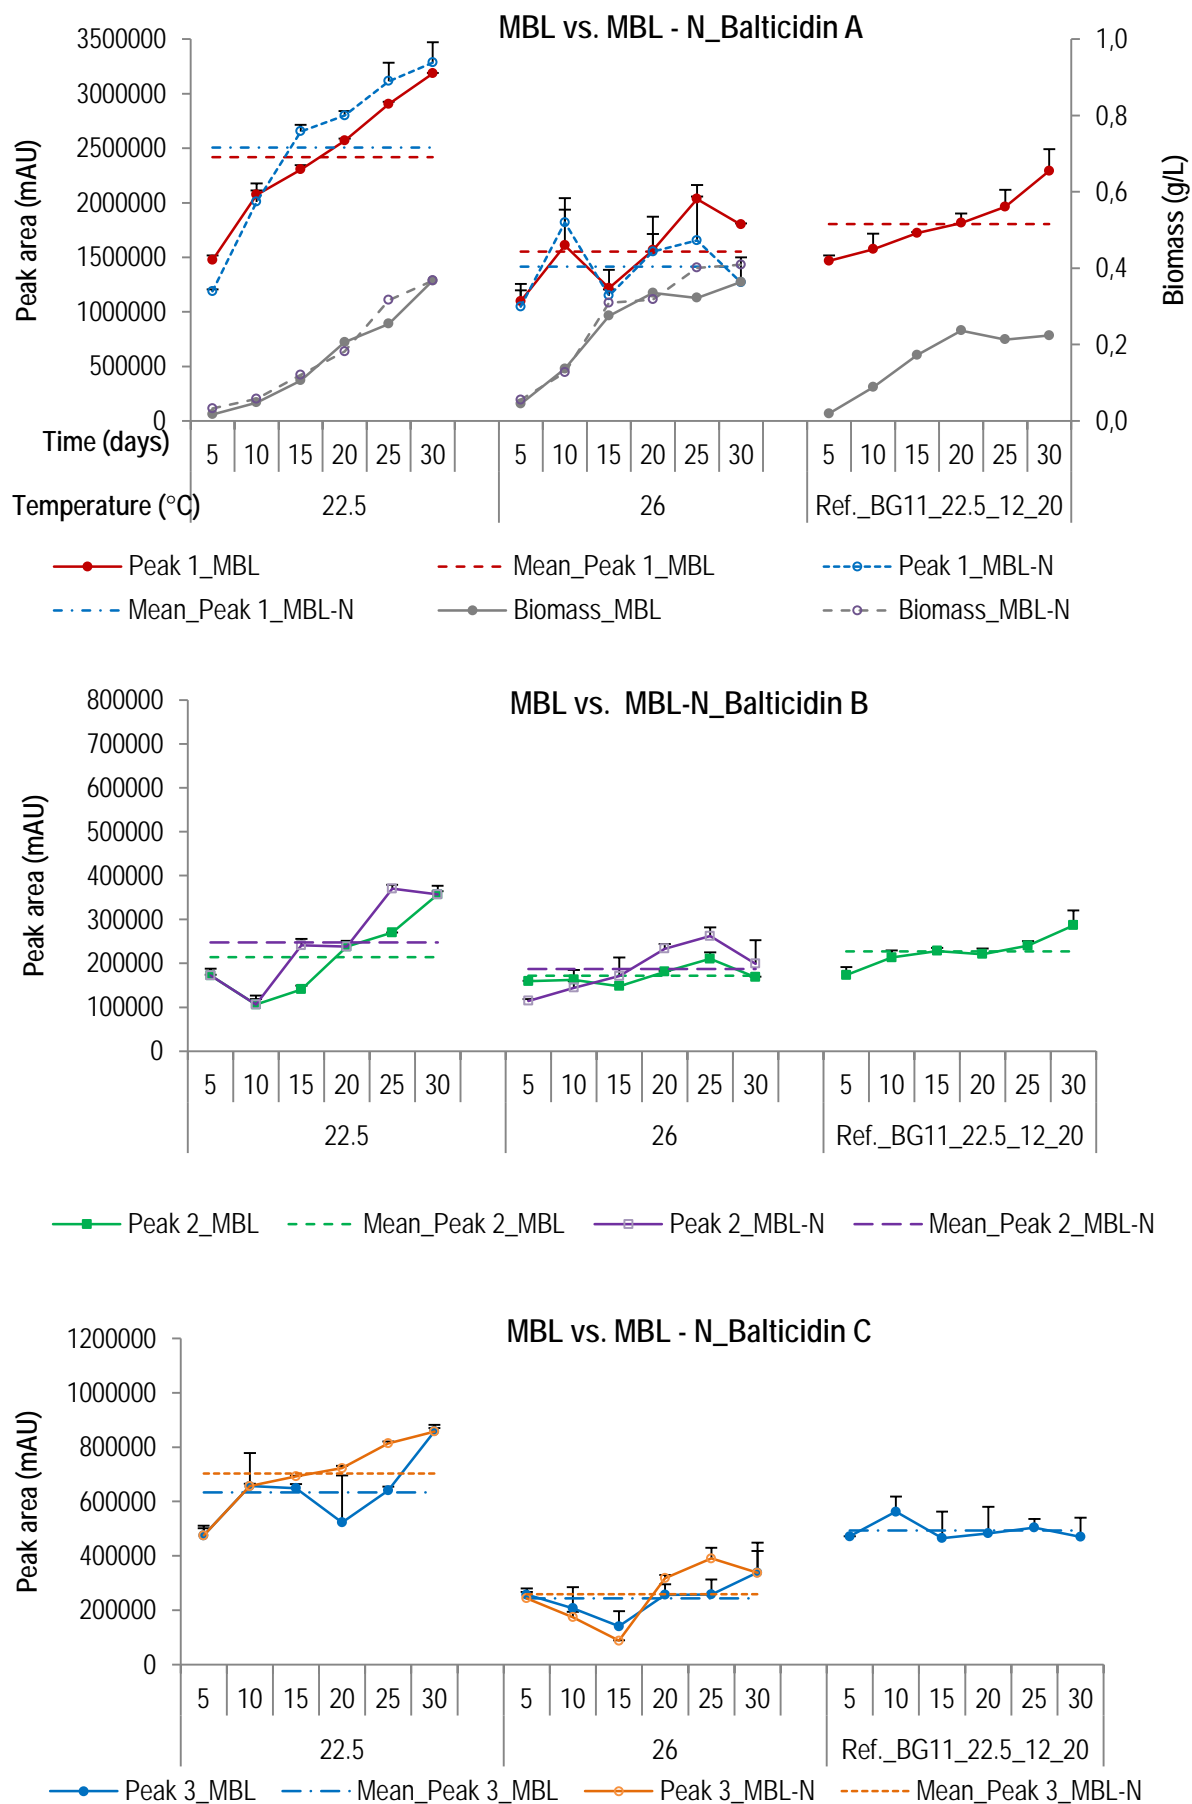 MBL vs. MBL - N_Balticidin A
Peak area (mAU)
3500000
3000000
2500000
2000000
1500000
1000000
500000
0
1,0
0,8
0,6
0,4
0,2
0,0
Biomass (g/L)
Time (days)
5 10 15 20 25 30 5 10 15 20 25 30 5 10 15 20 25 30
Temperature (°C) 22.5 26 Ref._BG11_22.5_12_20
Peak 1_MBL Mean_Peak 1_MBL Peak 1_MBL-N
Mean_Peak 1_MBL-N Biomass_MBL Biomass_MBL-N
MBL vs. MBL-N_Balticidin B
Peak area (mAU)
800000
700000
600000
500000
400000
300000
200000
100000
0
5 10 15 20 25 30 5 10 15 20 25 30 5 10 15 20 25 30
22.5 26 Ref._BG11_22.5_12_20
Peak 2_MBL Mean_Peak 2_MBL Peak 2_MBL-N Mean_Peak 2_MBL-N
MBL vs. MBL - N_Balticidin C
Peak area (mAU)
1200000
1000000
800000
600000
400000
200000
0
5 10 15 20 25 30 5 10 15 20 25 30 5 10 15 20 25 30
22.5 26 Ref._BG11_22.5_12_20
Peak 3_MBL Mean_Peak 3_MBL Peak 3_MBL-N Mean_Peak 3_MBL-N